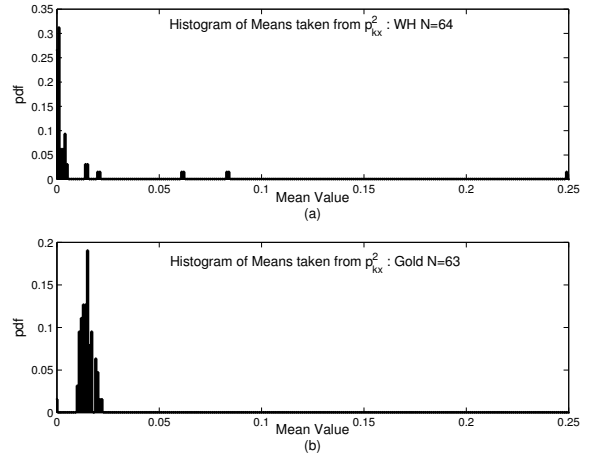 Histogram of Means taken from p²ₖₓ : WH N=64
0.35
0.3
0.25
0.2
0.15
0.1
0.05
0
pdf
0 0.05 0.1 0.15 0.2 0.25
Mean Value
(a)
Histogram of Means taken from p²ₖₓ : Gold N=63
0.2
0.15
0.1
0.05
0
pdf
0 0.05 0.1 0.15 0.2 0.25
Mean Value
(b)